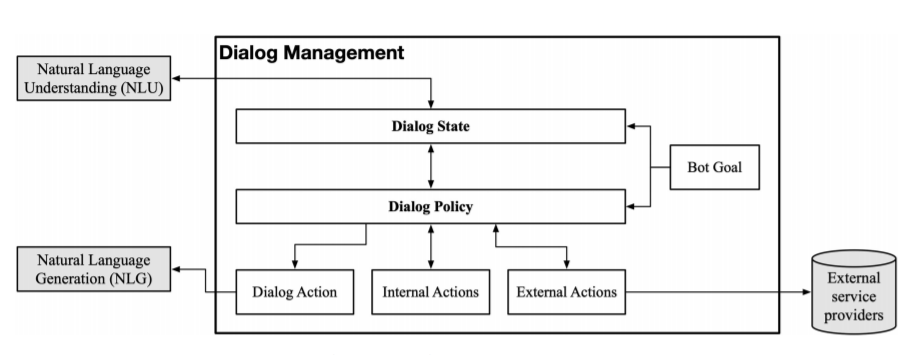 Dialog Management
Natural Language
Understanding (NLU)
Dialog State
Bot Goal
Dialog Policy
Natural Language
Generation (NLG)
Dialog Action
Internal Actions
External Actions
External
service
providers